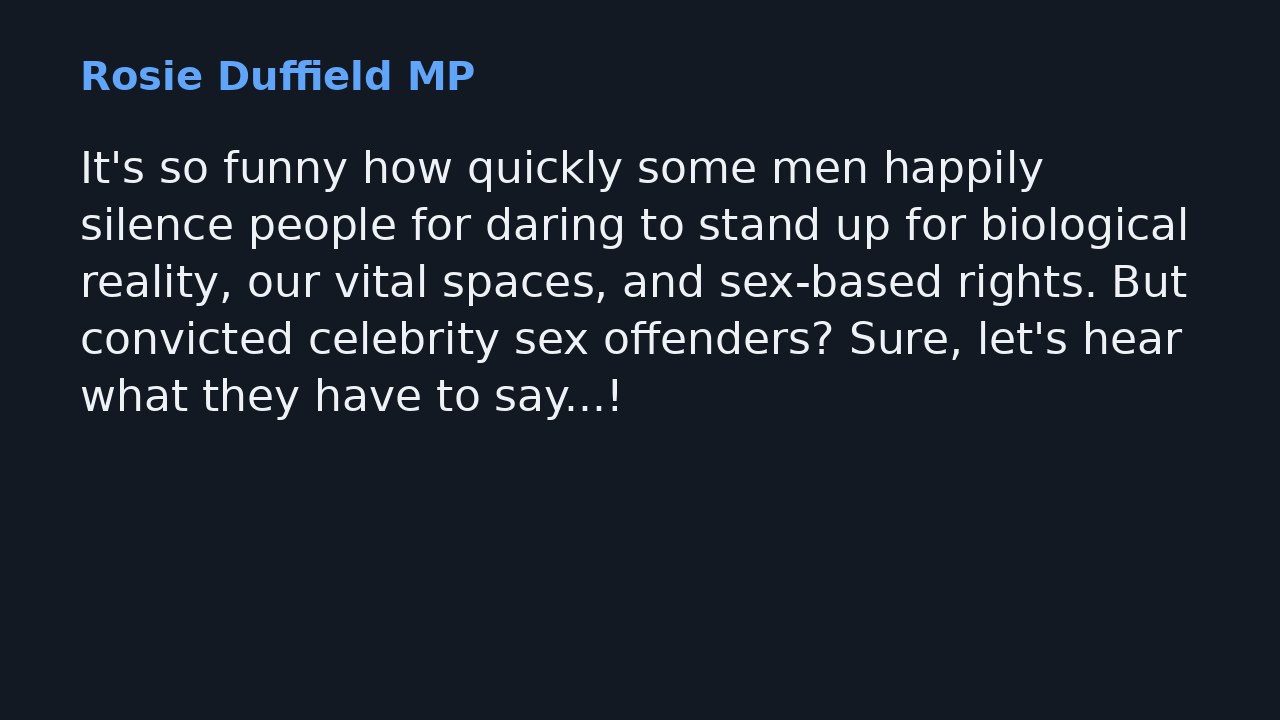 Rosie Duffield MP
It's so funny how quickly some men happily
silence people for daring to stand up for biological
reality, our vital spaces, and sex-based rights. But
convicted celebrity sex offenders? Sure, let's hear
what they have to say...!